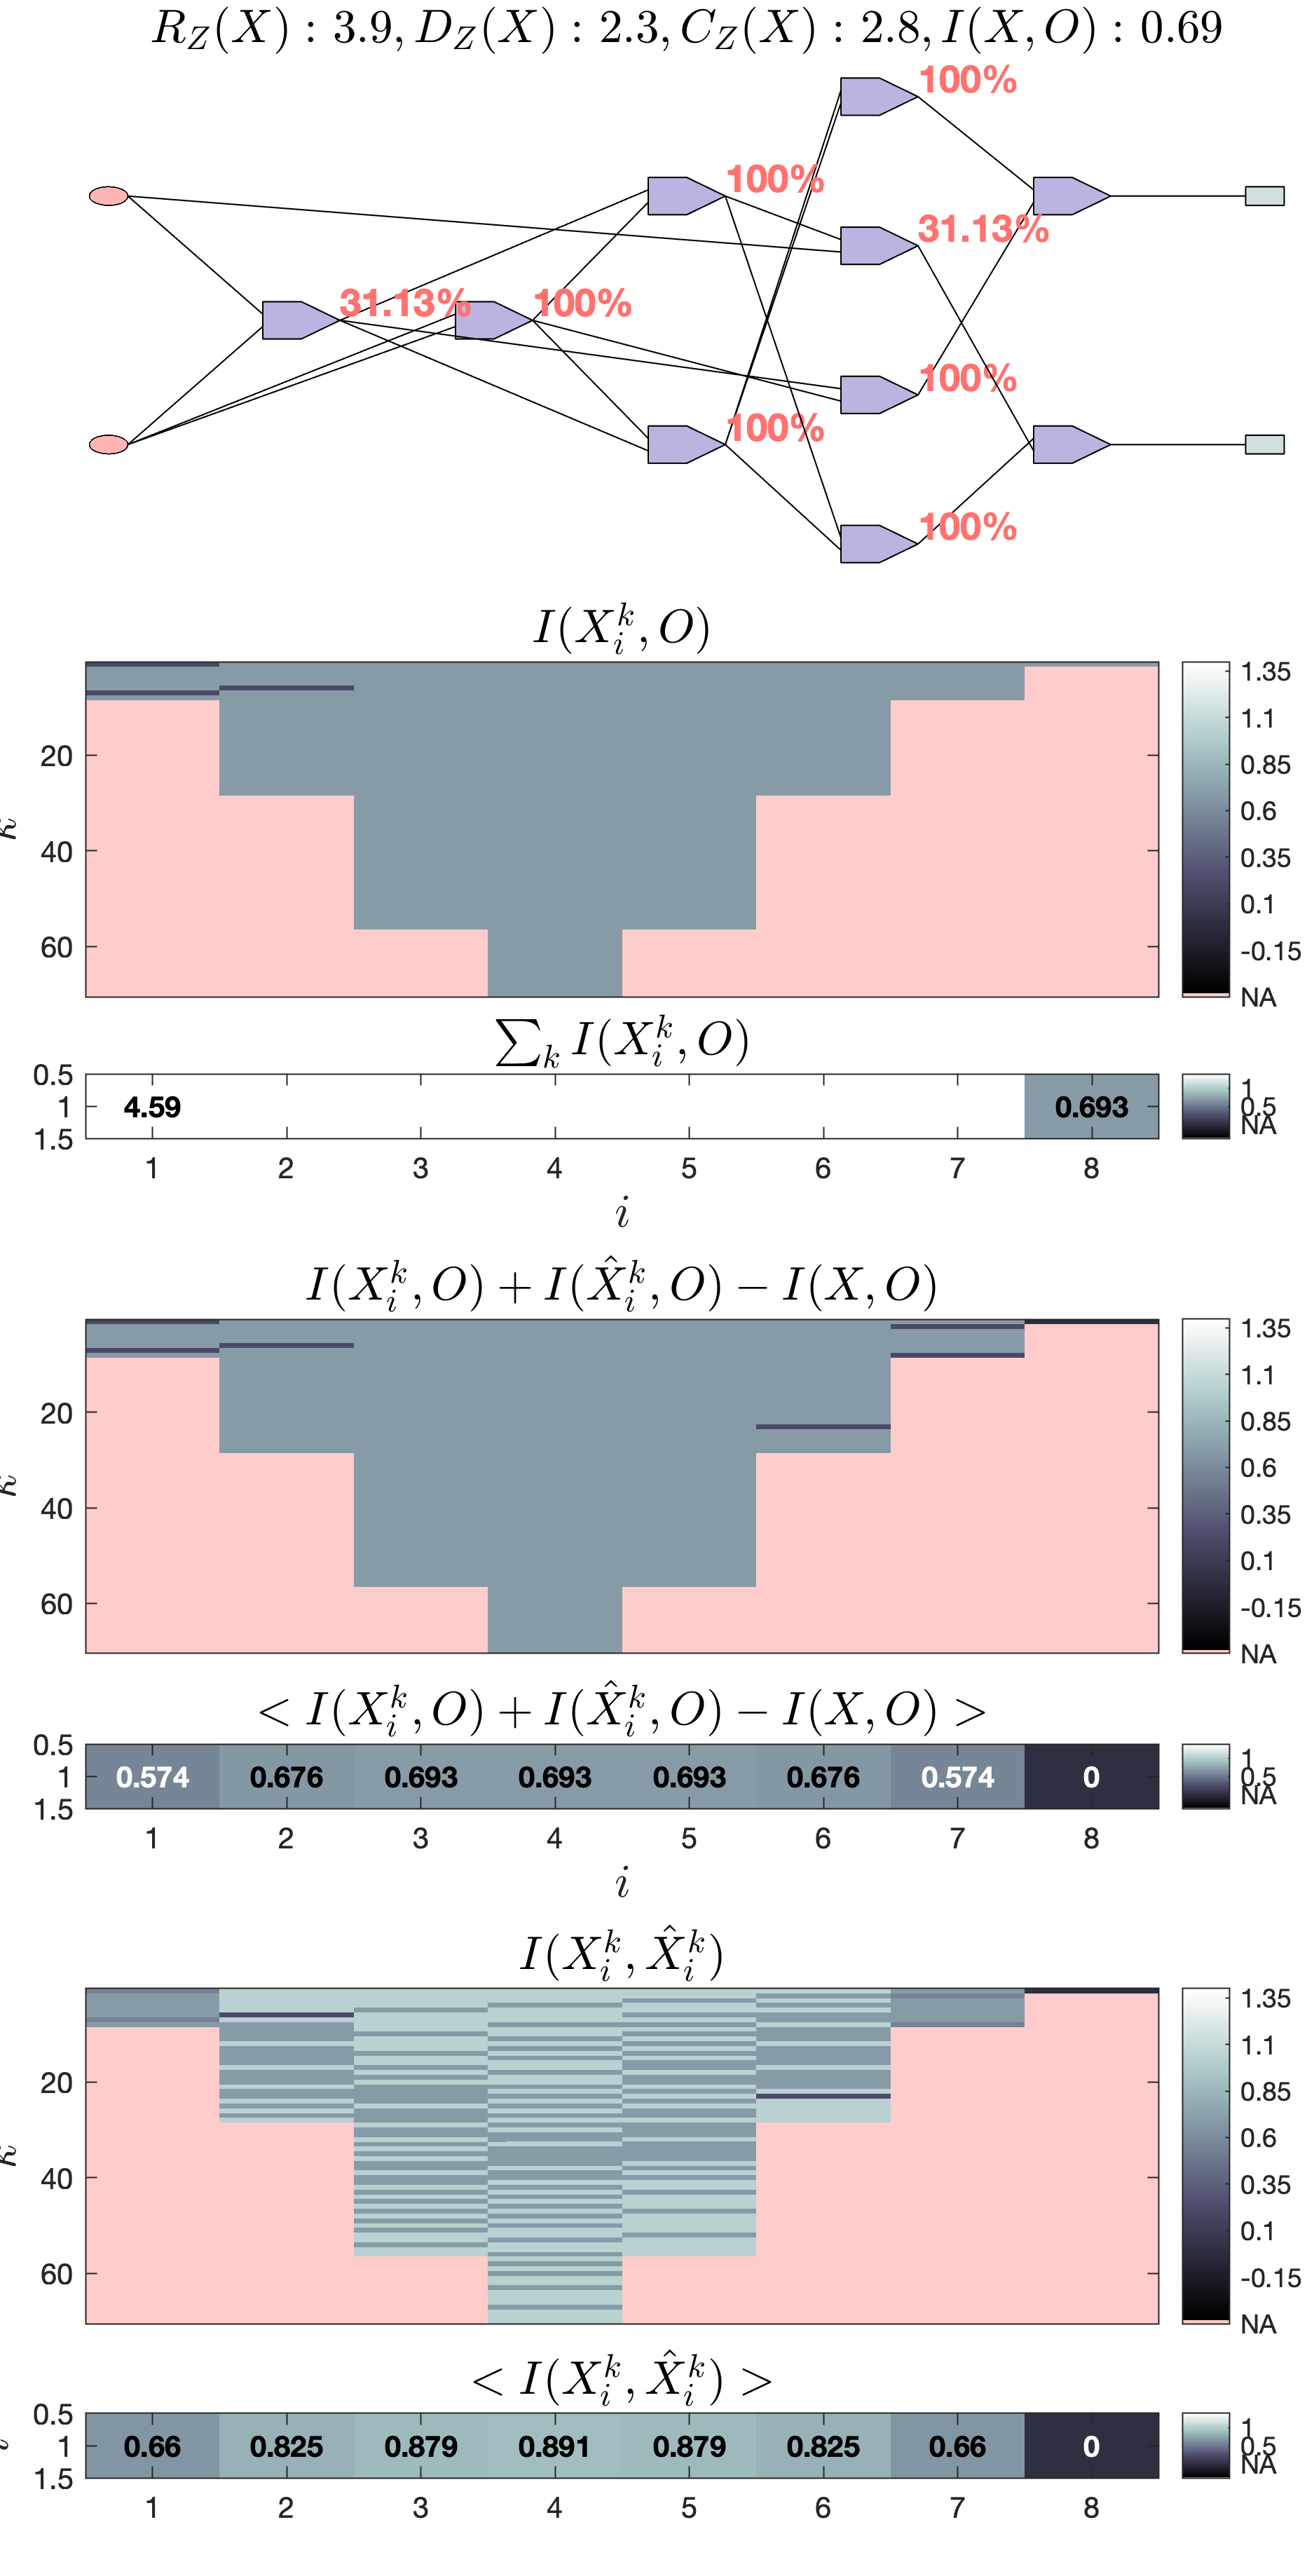 R_Z(X) : 3.9, D_Z(X) : 2.3, C_Z(X) : 2.8, I(X, O) : 0.69
100%
100%
31.13%
31.13% 100%
100%
100%
100%
I(X_i^k, O)
20
40
60
k
1.35
1.1
0.85
0.6
0.35
0.1
-0.15
NA
∑_k I(X_i^k, O)
0.5
1
1.5
4.59 0.693
1
0.5
NA
1 2 3 4 5 6 7 8
i
I(X_i^k, O) + I(X̂_i^k, O) − I(X, O)
20
40
60
k
1.35
1.1
0.85
0.6
0.35
0.1
-0.15
NA
< I(X_i^k, O) + I(X̂_i^k, O) − I(X, O) >
0.5
1
1.5
0.574 0.676 0.693 0.693 0.693 0.676 0.574 0
1
0.5
NA
1 2 3 4 5 6 7 8
i
I(X_i^k, X̂_i^k)
20
40
60
k
1.35
1.1
0.85
0.6
0.35
0.1
-0.15
NA
< I(X_i^k, X̂_i^k) >
0.5
1
1.5
0.66 0.825 0.879 0.891 0.879 0.825 0.66 0
1
0.5
NA
1 2 3 4 5 6 7 8